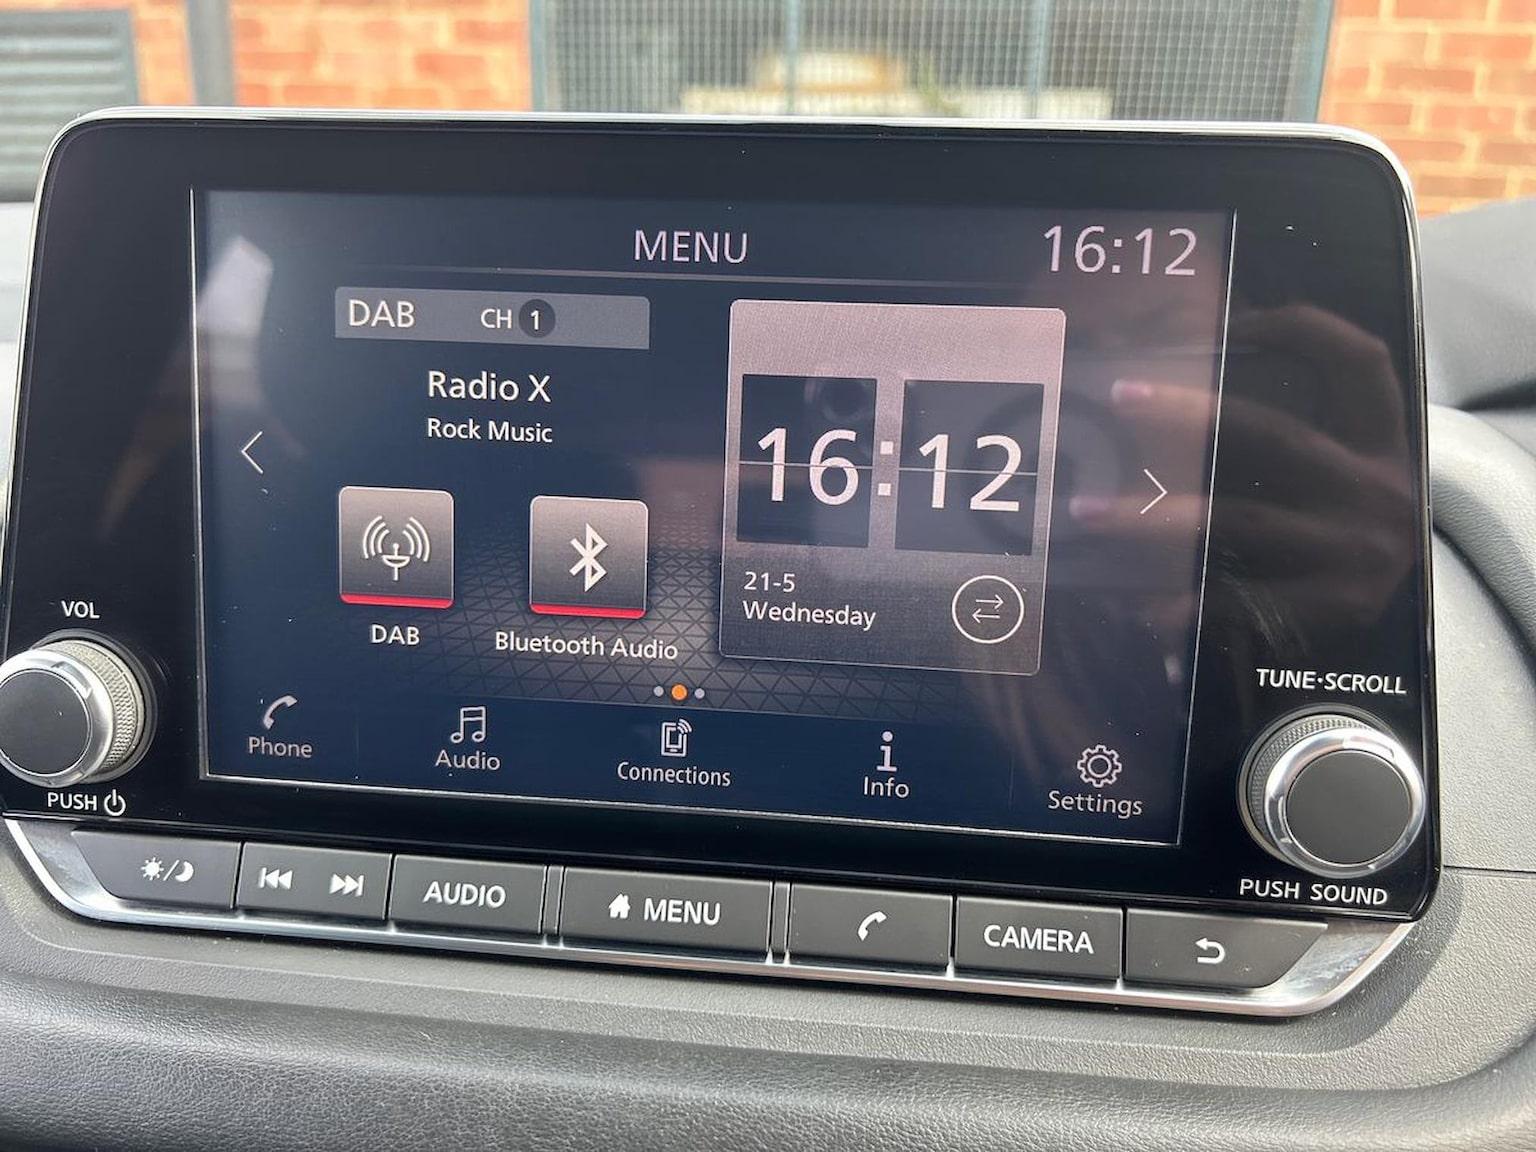 MENU
16:12
DAB CH 1
Radio X
Rock Music
16:12
21-5
Wednesday
DAB
Bluetooth Audio
Phone
Audio
Connections
Info
Settings
VOL
PUSH
TUNE·SCROLL
PUSH SOUND
AUDIO
MENU
CAMERA